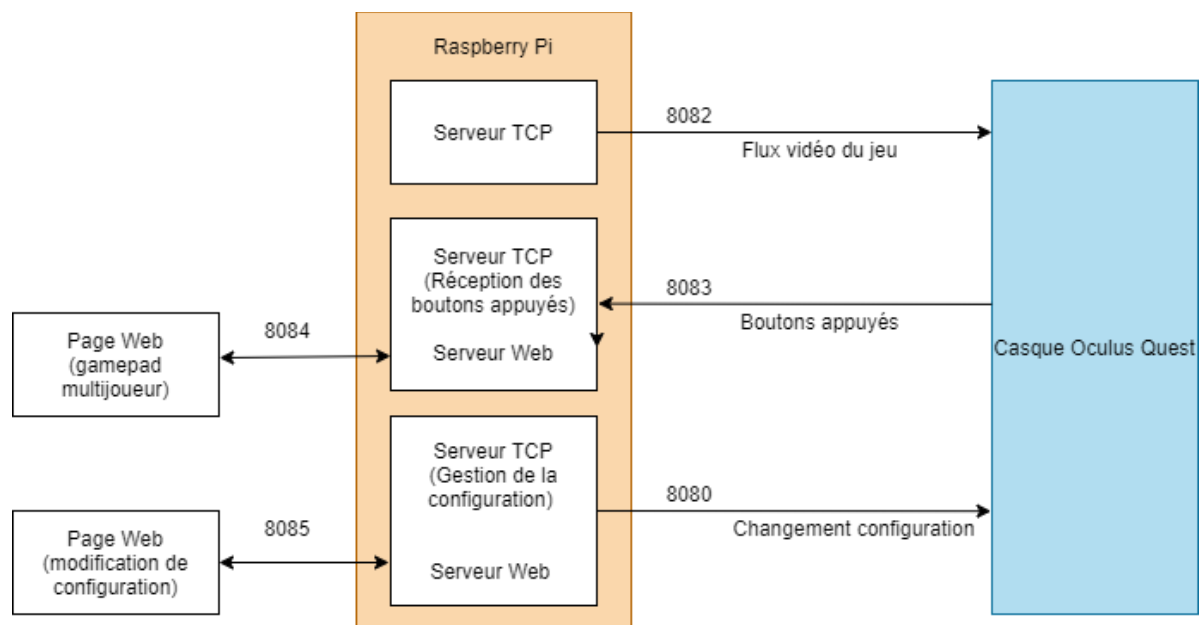 Raspberry Pi
Serveur TCP
8082
Flux vidéo du jeu
Serveur TCP
(Réception des
boutons appuyés)
Serveur Web
8083
Boutons appuyés
Page Web
(gamepad
multijoueur)
8084
Casque Oculus Quest
Serveur TCP
(Gestion de la
configuration)
Serveur Web
8080
Changement configuration
Page Web
(modification de
configuration)
8085